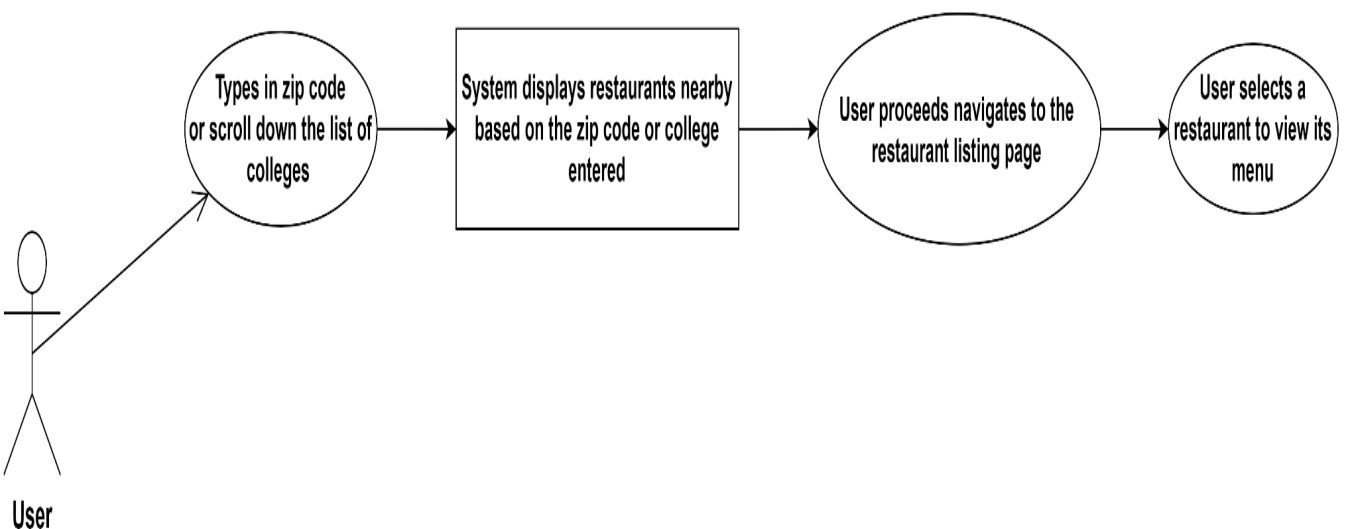 Types in zip code
or scroll down the list of
colleges
System displays restaurants nearby
based on the zip code or college
entered
User proceeds navigates to the
restaurant listing page
User selects a
restaurant to view its
menu
User